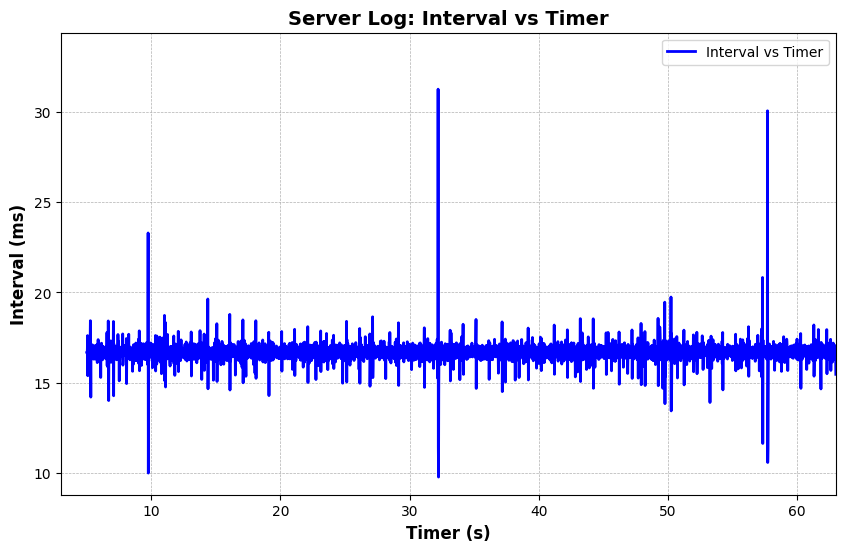 Server Log: Interval vs Timer
Interval vs Timer
30
25
20
15
10
Interval (ms)
10 20 30 40 50 60
Timer (s)